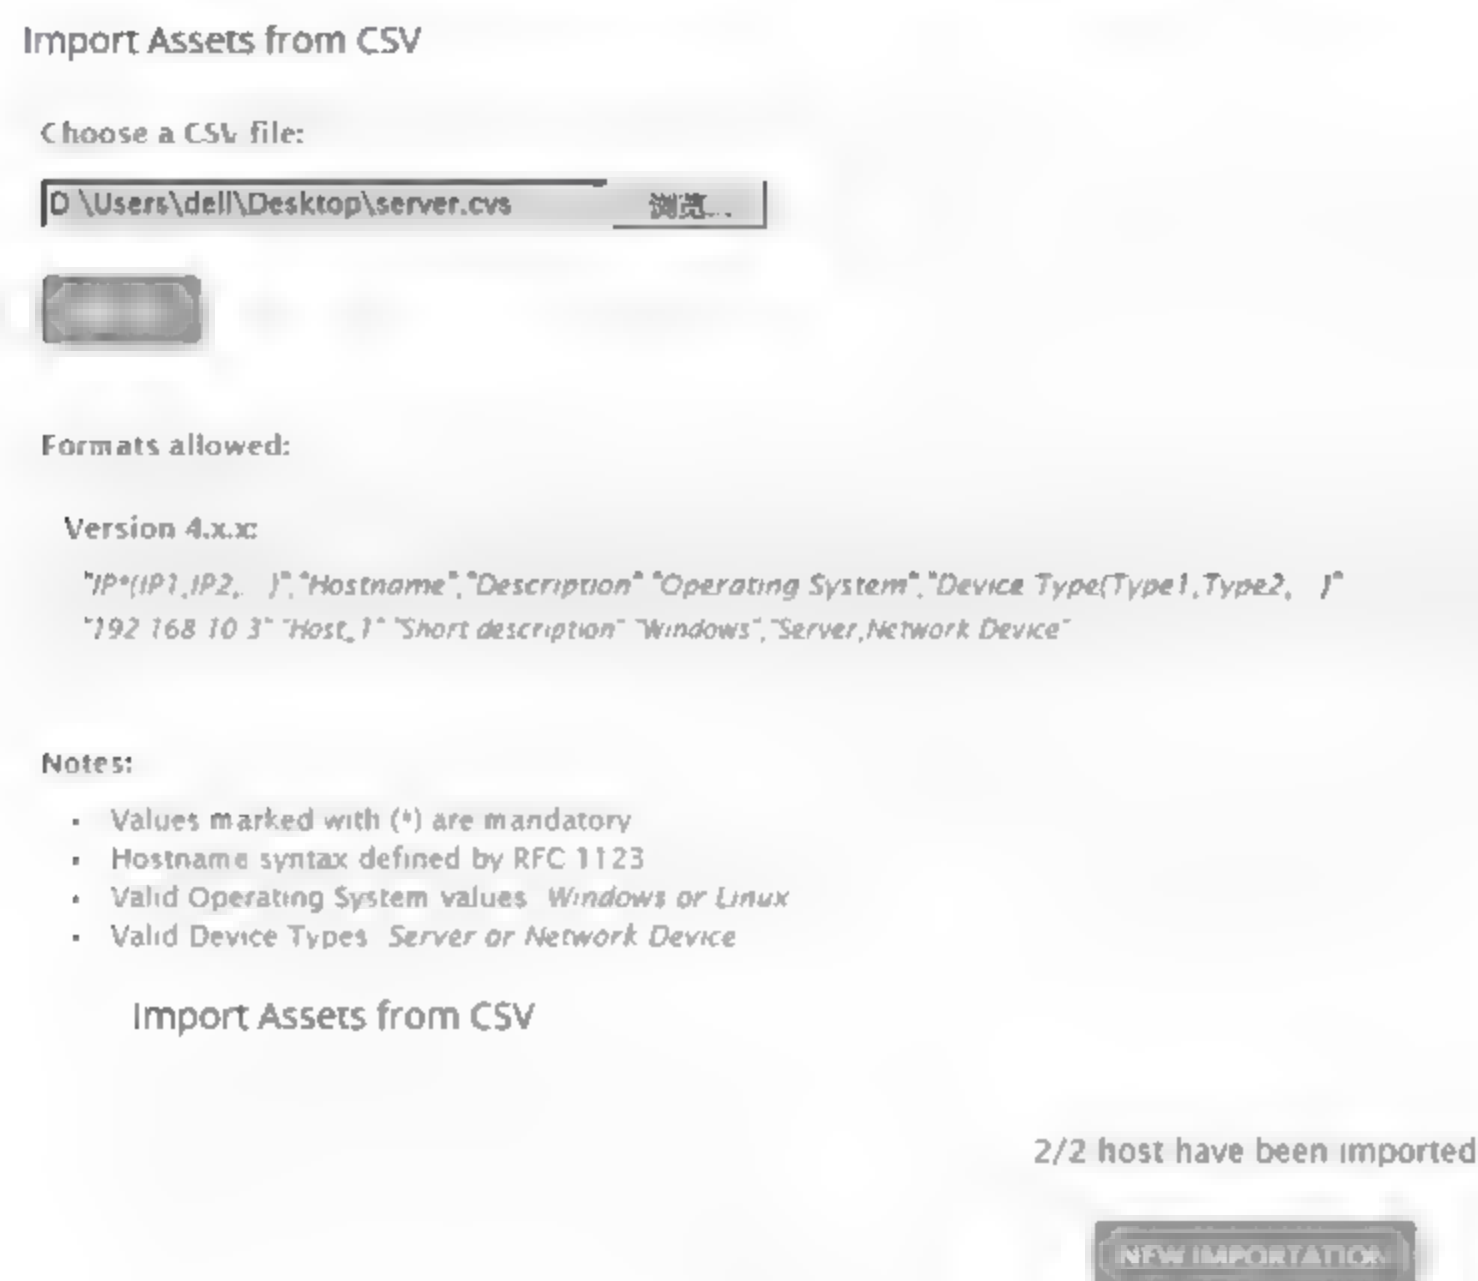 Import Assets from CSV
Choose a CSV file:
D \Users\dell\Desktop\server.cvs 浏览...
Formats allowed:
Version 4.x.x:
"IP*(IP1,IP2,. )","Hostname","Description" "Operating System","Device Type(Type1,Type2, )"
"192 168 10 3" "Host_1" "Short description" "Windows","Server,Network Device"
Notes:
▪ Values marked with (*) are mandatory
▪ Hostname syntax defined by RFC 1123
▪ Valid Operating System values Windows or Linux
▪ Valid Device Types Server or Network Device
Import Assets from CSV
2/2 host have been imported
NEW IMPORTATION